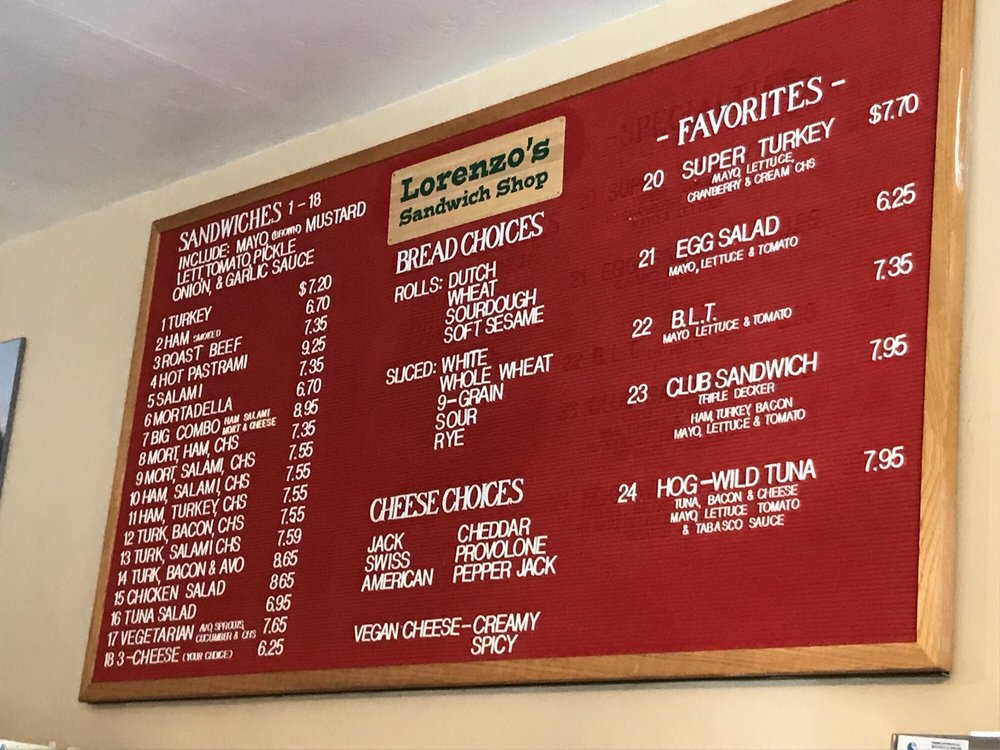 Lorenzo's
Sandwich Shop
SANDWICHES 1-18
INCLUDE: MAYO (BROWN) MUSTARD
LETT,TOMATO,PICKLE
ONION, & GARLIC SAUCE
1 TURKEY $7.20
2 HAM SMOKED 6.70
3 ROAST BEEF 7.35
4 HOT PASTRAMI 9.25
5 SALAMI 7.35
6 MORTADELLA 6.70
7 BIG COMBO HAM SALAMI MORT & CHEESE 8.95
8 MORT, HAM, CHS 7.35
9 MORT, SALAMI, CHS 7.55
10 HAM, SALAMI, CHS 7.55
11 HAM, TURKEY, CHS 7.55
12 TURK, BACON, CHS 7.55
13 TURK, SALAMI CHS 7.59
14 TURK, BACON & AVO 8.65
15 CHICKEN SALAD 865
16 TUNA SALAD 6.95
17 VEGETARIAN AVO, SPROUTS, CUCUMBER & CHS 7.65
18 3-CHEESE (YOUR CHOICE) 6.25
BREAD CHOICES
ROLLS: DUTCH
WHEAT
SOURDOUGH
SOFT SESAME
SLICED: WHITE
WHOLE WHEAT
9-GRAIN
SOUR
RYE
CHEESE CHOICES
JACK CHEDDAR
SWISS PROVOLONE
AMERICAN PEPPER JACK
VEGAN CHEESE-CREAMY
SPICY
- FAVORITES -
20 SUPER TURKEY $7.70
MAYO, LETTUCE,
CRANBERRY & CREAM CHS
21 EGG SALAD 6.25
MAYO, LETTUCE & TOMATO
22 B.L.T. 7.35
MAYO LETTUCE & TOMATO
23 CLUB SANDWICH 7.95
TRIPLE DECKER
HAM, TURKEY BACON
MAYO, LETTUCE & TOMATO
24 HOG-WILD TUNA 7.95
TUNA, BACON & CHEESE
MAYO, LETTUCE TOMATO
& TABASCO SAUCE